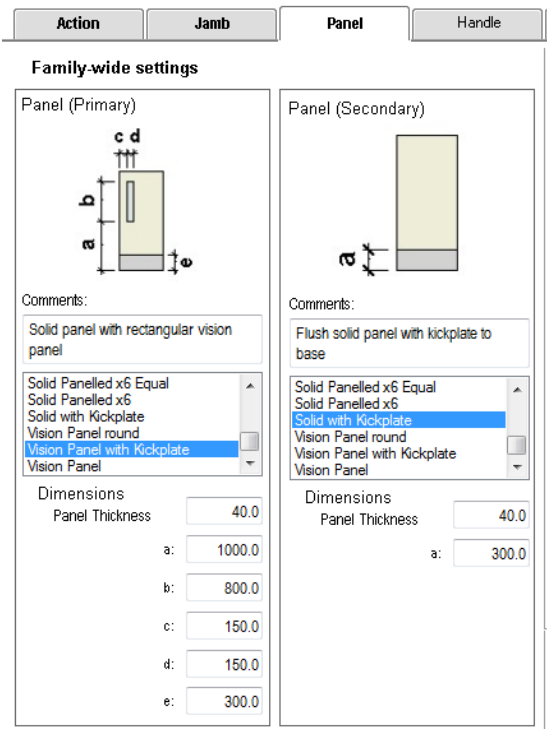 Action Jamb Panel Handle
Family-wide settings
Panel (Primary)
c d
b
a
e
Comments:
Solid panel with rectangular vision
panel
Solid Panelled x6 Equal
Solid Panelled x6
Solid with Kickplate
Vision Panel round
Vision Panel with Kickplate
Vision Panel
Dimensions
Panel Thickness 40.0
a: 1000.0
b: 800.0
c: 150.0
d: 150.0
e: 300.0
Panel (Secondary)
a
Comments:
Flush solid panel with kickplate to
base
Solid Panelled x6 Equal
Solid Panelled x6
Solid with Kickplate
Vision Panel round
Vision Panel with Kickplate
Vision Panel
Dimensions
Panel Thickness 40.0
a: 300.0